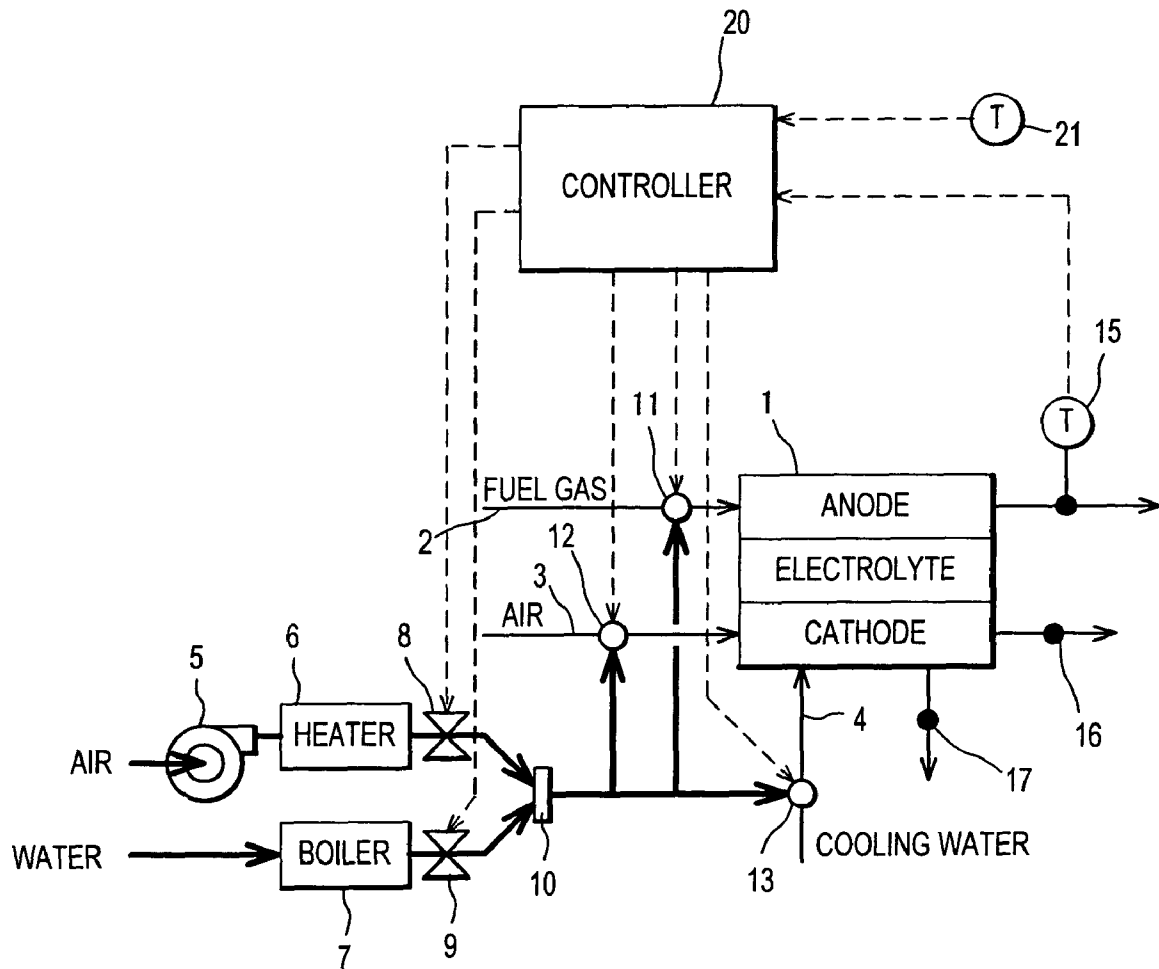 20
T
21
CONTROLLER
15
T
11
1
FUEL GAS
ANODE
2
12
ELECTROLYTE
3
AIR
CATHODE
8
6
5
4
16
HEATER
AIR
17
WATER
BOILER
10
13
COOLING WATER
7
9